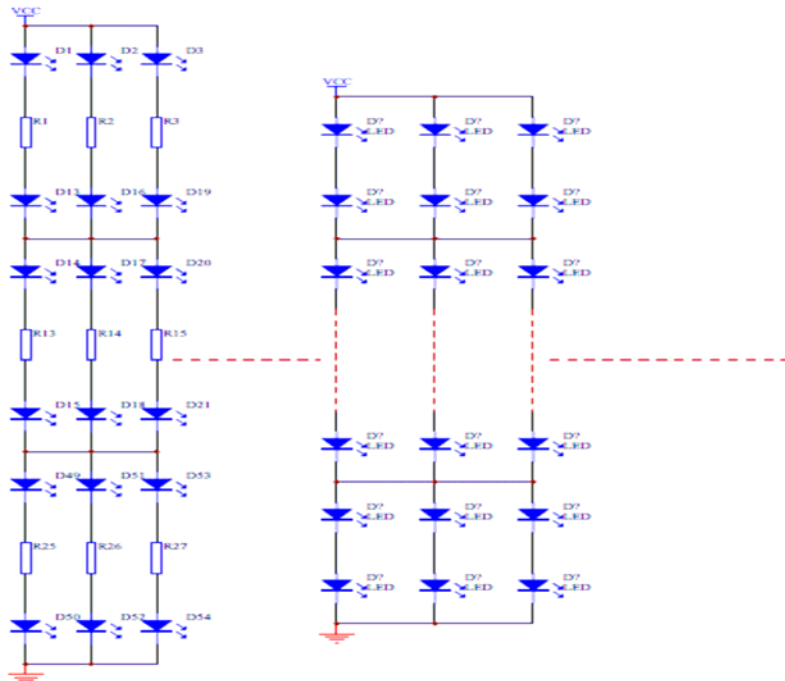 VCC
D1 D2 D3
R1 R2 R3
D13 D16 D19
D14 D17 D20
R13 R14 R15
D15 D18 D21
D49 D51 D53
R25 R26 R27
D50 D52 D54
VCC
D? D? D?
LED LED LED
D? D? D?
LED LED LED
D? D? D?
LED LED LED
D? D? D?
LED LED LED
D? D? D?
LED LED LED
D? D? D?
LED LED LED